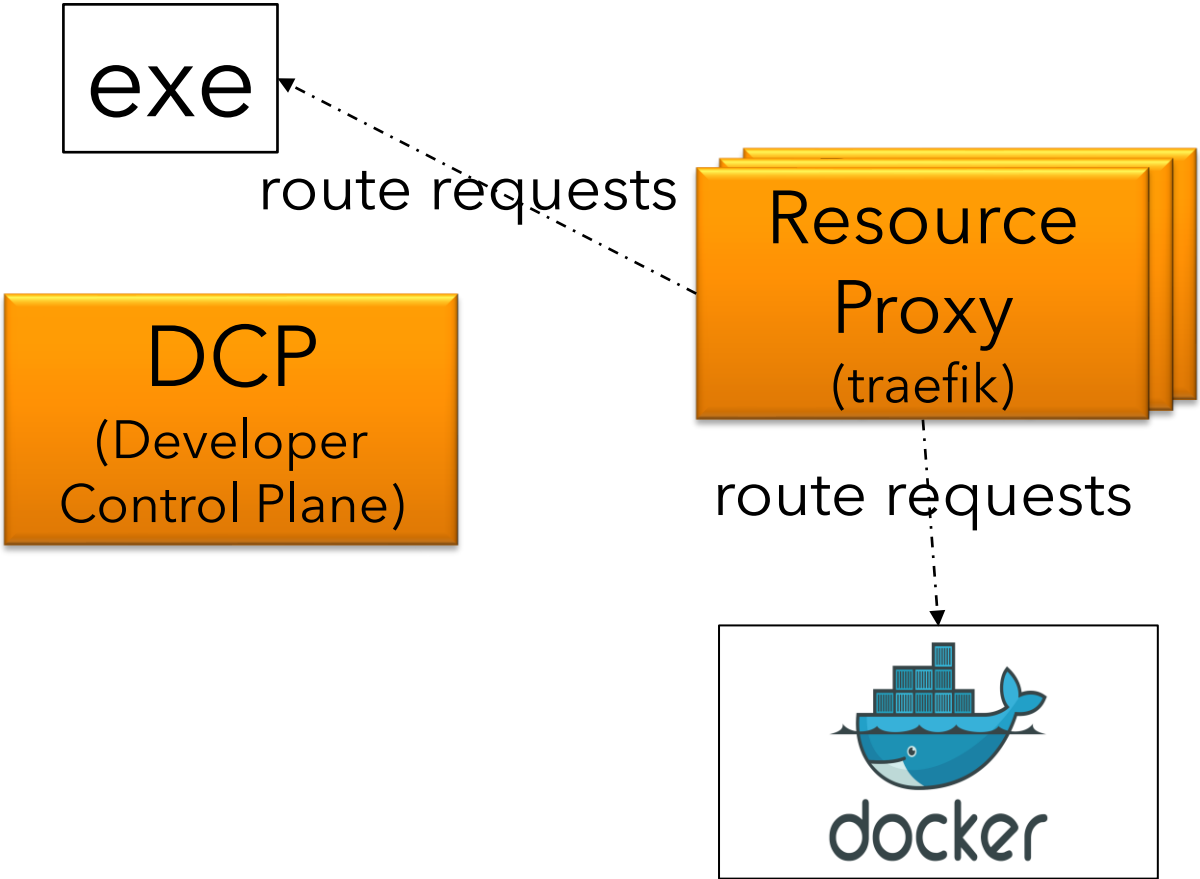 exe
route requests
Resource
Proxy
(traefik)
DCP
(Developer
Control Plane)
route requests
docker